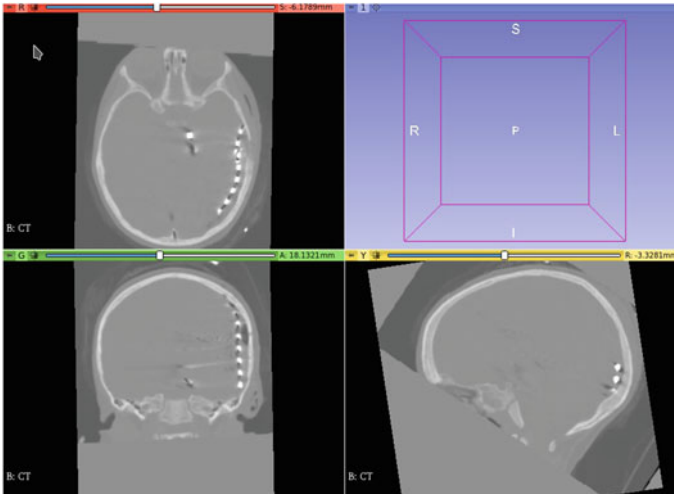 R S: -6.1789mm
B: CT
1
S
R P L
I
G A: 18.1321mm
B: CT
Y R: -3.3281mm
B: CT